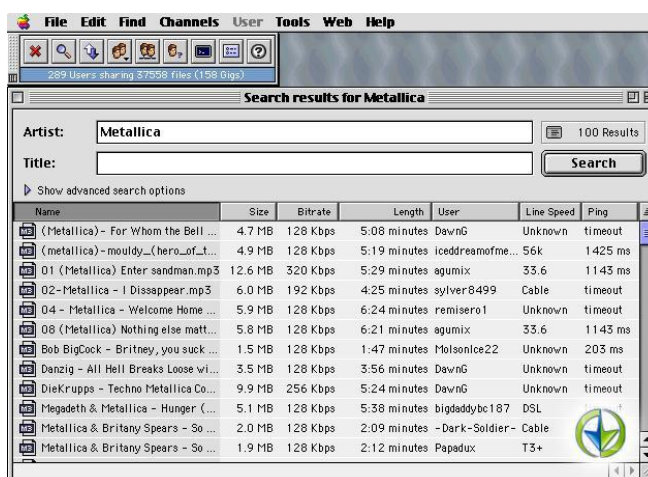 File Edit Find Channels User Tools Web Help
289 Users sharing 37558 files (158 Gigs)
Search results for Metallica
Artist: Metallica 100 Results
Title: Search
Show advanced search options
Name Size Bitrate Length User Line Speed Ping
(Metallica)- For Whom the Bell ... 4.7 MB 128 Kbps 5:08 minutes DawnG Unknown timeout
(metallica)-mouldy_(hero_of_t... 4.9 MB 128 Kbps 5:19 minutes iceddreamofme... 56k 1425 ms
01 (Metallica) Enter sandman.mp3 12.6 MB 320 Kbps 5:29 minutes agumix 33.6 1143 ms
02-Metallica - I Dissappear.mp3 6.0 MB 192 Kbps 4:25 minutes sylver8499 Cable timeout
04 - Metallica - Welcome Home ... 5.9 MB 128 Kbps 6:24 minutes remisero1 Unknown timeout
08 (Metallica) Nothing else matt... 5.8 MB 128 Kbps 6:21 minutes agumix 33.6 1143 ms
Bob BigCock - Britney, you suck ... 1.5 MB 128 Kbps 1:47 minutes MolsonIce22 Unknown 203 ms
Danzig - All Hell Breaks Loose wi... 3.5 MB 128 Kbps 3:56 minutes DawnG Unknown timeout
DieKrupps - Techno Metallica Co... 9.9 MB 256 Kbps 5:24 minutes DawnG Unknown timeout
Megadeth & Metallica - Hunger (... 5.1 MB 128 Kbps 5:38 minutes bigdaddybc187 DSL
Metallica & Britany Spears - So ... 2.0 MB 128 Kbps 2:09 minutes -Dark-Soldier- Cable
Metallica & Britany Spears - So ... 1.9 MB 128 Kbps 2:12 minutes Papadux T3+